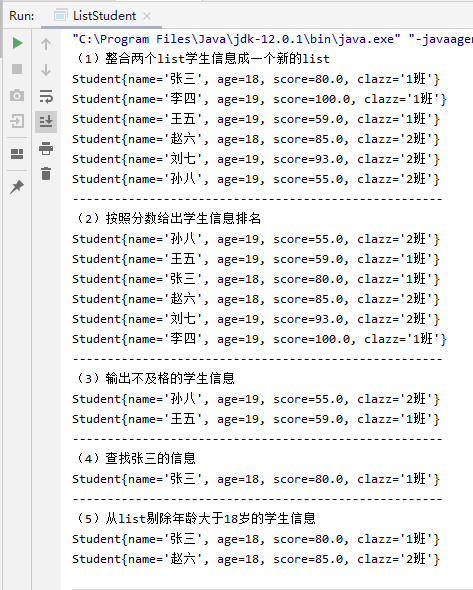 Run: ListStudent ×
"C:\Program Files\Java\jdk-12.0.1\bin\java.exe" "-javaager
（1）整合两个list学生信息成一个新的list
Student{name='张三', age=18, score=80.0, clazz='1班'}
Student{name='李四', age=19, score=100.0, clazz='1班'}
Student{name='王五', age=19, score=59.0, clazz='1班'}
Student{name='赵六', age=18, score=85.0, clazz='2班'}
Student{name='刘七', age=19, score=93.0, clazz='2班'}
Student{name='孙八', age=19, score=55.0, clazz='2班'}
---------------------------------------------------
（2）按照分数给出学生信息排名
Student{name='孙八', age=19, score=55.0, clazz='2班'}
Student{name='王五', age=19, score=59.0, clazz='1班'}
Student{name='张三', age=18, score=80.0, clazz='1班'}
Student{name='赵六', age=18, score=85.0, clazz='2班'}
Student{name='刘七', age=19, score=93.0, clazz='2班'}
Student{name='李四', age=19, score=100.0, clazz='1班'}
---------------------------------------------------
（3）输出不及格的学生信息
Student{name='孙八', age=19, score=55.0, clazz='2班'}
Student{name='王五', age=19, score=59.0, clazz='1班'}
---------------------------------------------------
（4）查找张三的信息
Student{name='张三', age=18, score=80.0, clazz='1班'}
---------------------------------------------------
（5）从list剔除年龄大于18岁的学生信息
Student{name='张三', age=18, score=80.0, clazz='1班'}
Student{name='赵六', age=18, score=85.0, clazz='2班'}